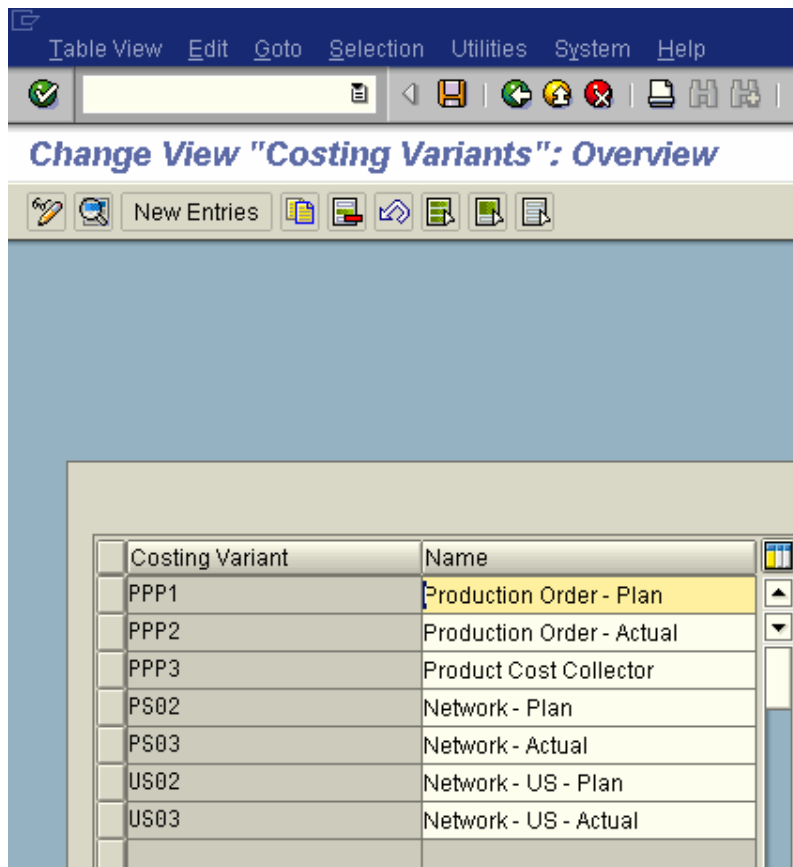 Table View Edit Goto Selection Utilities System Help
Change View "Costing Variants": Overview
New Entries
Costing Variant Name
PPP1 Production Order - Plan
PPP2 Production Order - Actual
PPP3 Product Cost Collector
PS02 Network - Plan
PS03 Network - Actual
US02 Network - US - Plan
US03 Network - US - Actual